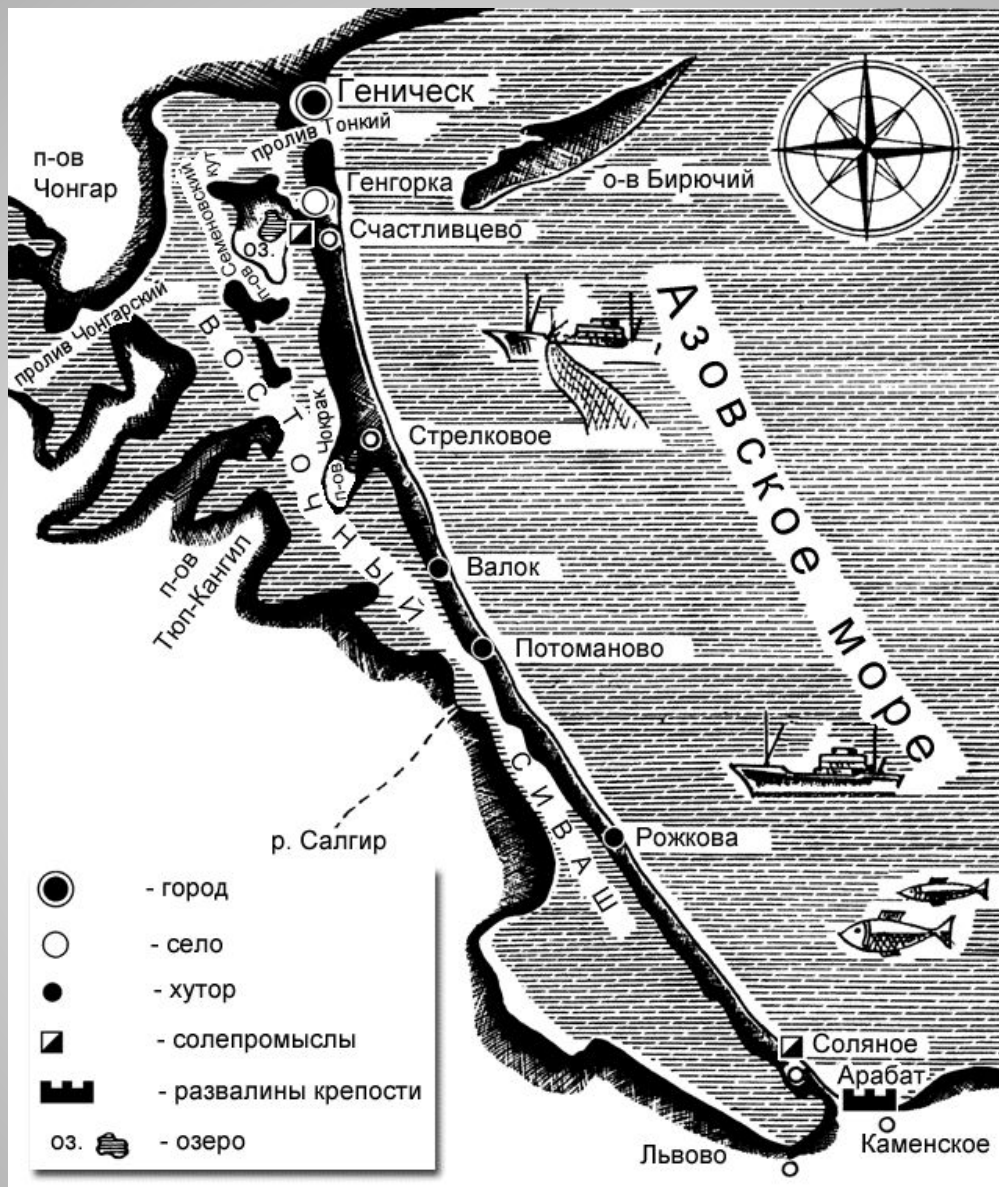 Геническ
пролив Тонкий
п-ов
Чонгар
Генгорка
о-в Бирючий
п-ов Семеновский
кут
Счастливцево
оз.
пролив Чонгарский
Азовское море
Восточный
Сиваш
п-ов Чокрак
Стрелковое
п-ов
Тюп-Кангил
Валок
Потоманово
р. Салгир
Рожкова
Соляное
Арабат
Каменское
Львово
- город
- село
- хутор
- солепромыслы
- развалины крепости
оз. - озеро